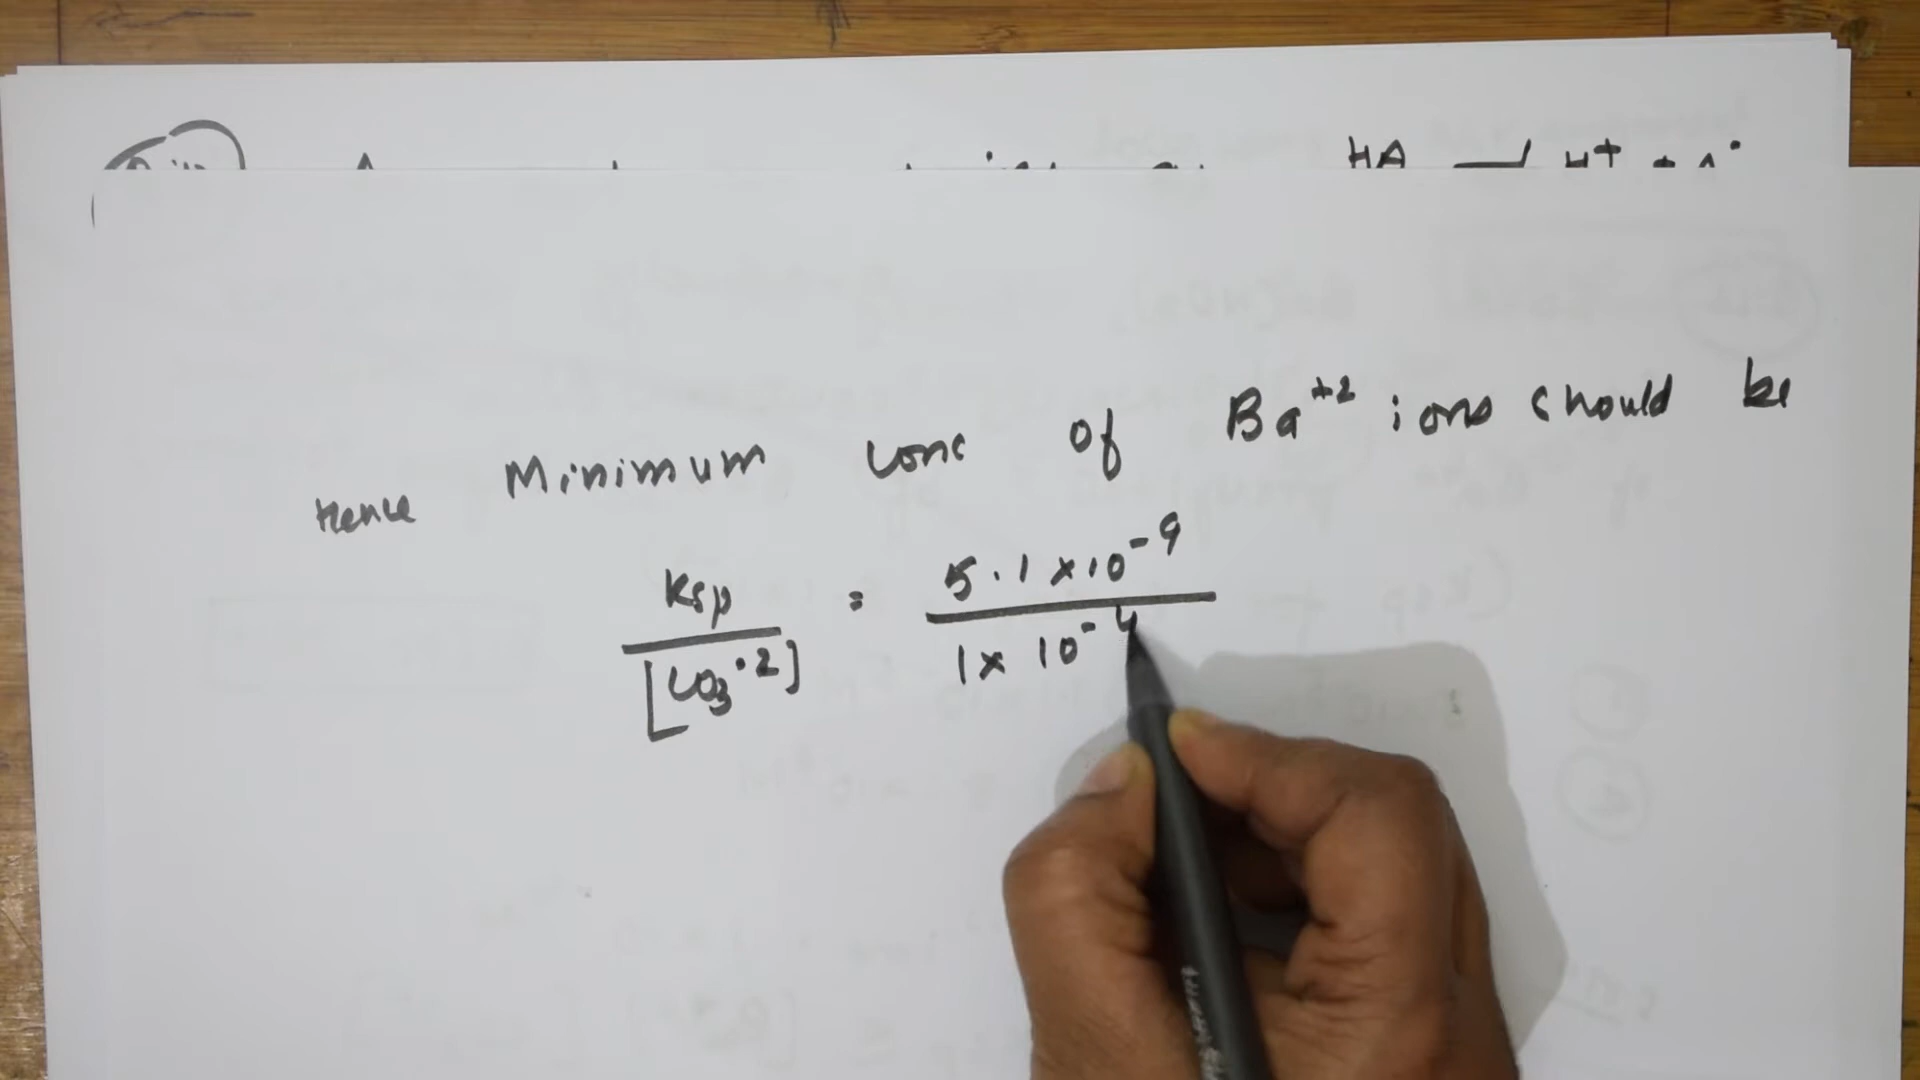 HA
Hence Minimum conc of Ba⁺² ions should be
Ksp / [CO₃⁻²] = 5.1 × 10⁻⁹ / 1 × 10⁻⁴